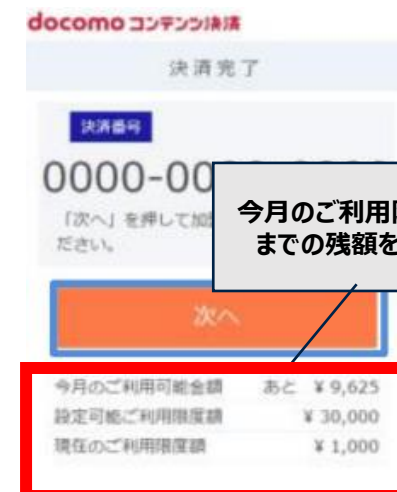 docomo コンテンツ決済
決済完了
決済番号
0000-00
「次へ」を押して加
ださい。
今月のご利用
までの残額を
次へ
今月のご利用可能金額 あと ¥ 9,625
設定可能ご利用限度額 ¥ 30,000
現在のご利用限度額 ¥ 1,000